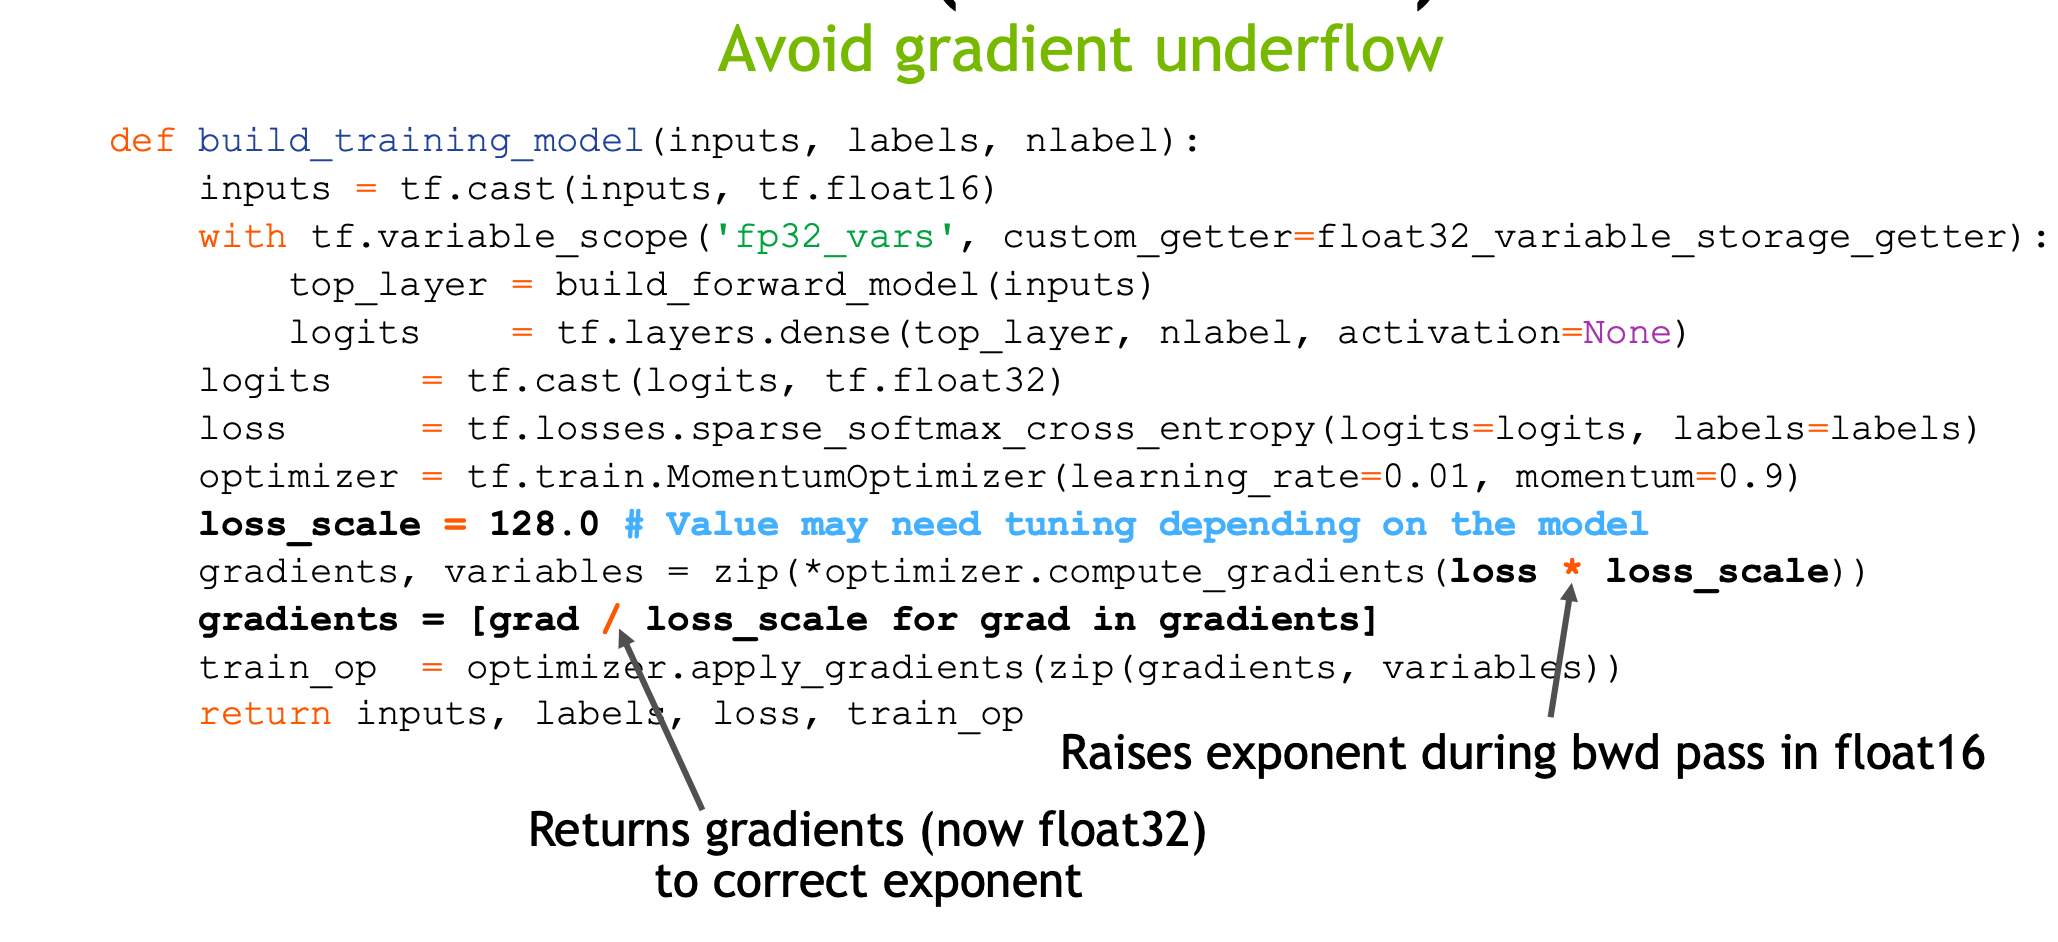 Avoid gradient underflow
def build_training_model(inputs, labels, nlabel):
    inputs = tf.cast(inputs, tf.float16)
    with tf.variable_scope('fp32_vars', custom_getter=float32_variable_storage_getter):
        top_layer = build_forward_model(inputs)
        logits    = tf.layers.dense(top_layer, nlabel, activation=None)
    logits    = tf.cast(logits, tf.float32)
    loss      = tf.losses.sparse_softmax_cross_entropy(logits=logits, labels=labels)
    optimizer = tf.train.MomentumOptimizer(learning_rate=0.01, momentum=0.9)
    loss_scale = 128.0 # Value may need tuning depending on the model
    gradients, variables = zip(*optimizer.compute_gradients(loss * loss_scale))
    gradients = [grad / loss_scale for grad in gradients]
    train_op  = optimizer.apply_gradients(zip(gradients, variables))
    return inputs, labels, loss, train_op
Raises exponent during bwd pass in float16
Returns gradients (now float32)
to correct exponent